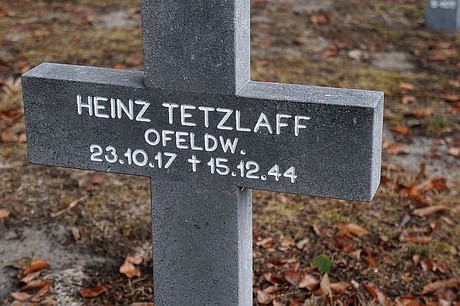 HEINZ TETZLAFF
OFELDW.
23.10.17 ✝ 15.12.44